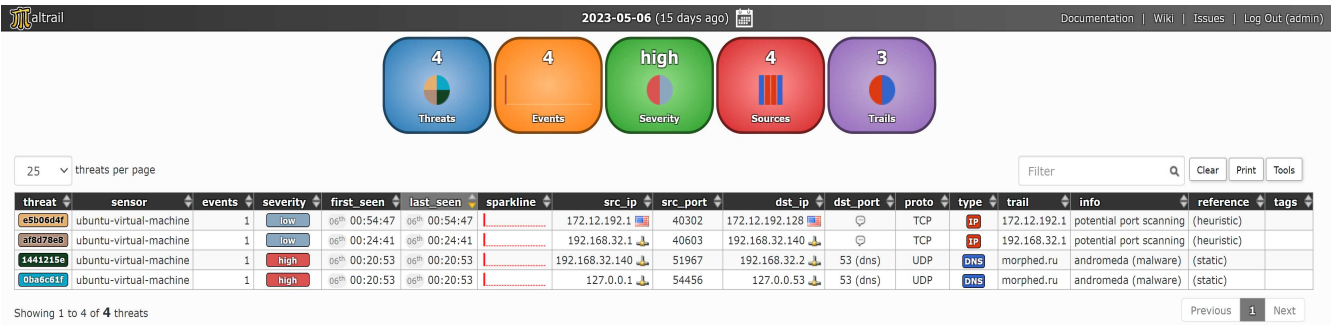 altrail 2023-05-06 (15 days ago) Documentation | Wiki | Issues | Log Out (admin)
4 4 high 4 3
Threats Events Severity Sources Trails
25 threats per page Filter Clear Print Tools
threat sensor events severity first_seen last_seen sparkline src_ip src_port dst_ip dst_port proto type trail info reference tags
e5b06d4f ubuntu-virtual-machine 1 low 06th 00:54:47 06th 00:54:47 172.12.192.1 40302 172.12.192.128 TCP IP 172.12.192.1 potential port scanning (heuristic)
af8d78e8 ubuntu-virtual-machine 1 low 06th 00:24:41 06th 00:24:41 192.168.32.1 40603 192.168.32.140 TCP IP 192.168.32.1 potential port scanning (heuristic)
1441215e ubuntu-virtual-machine 1 high 06th 00:20:53 06th 00:20:53 192.168.32.140 51967 192.168.32.2 53 (dns) UDP DNS morphed.ru andromeda (malware) (static)
0ba6c61f ubuntu-virtual-machine 1 high 06th 00:20:53 06th 00:20:53 127.0.0.1 54456 127.0.0.53 53 (dns) UDP DNS morphed.ru andromeda (malware) (static)
Showing 1 to 4 of 4 threats Previous 1 Next